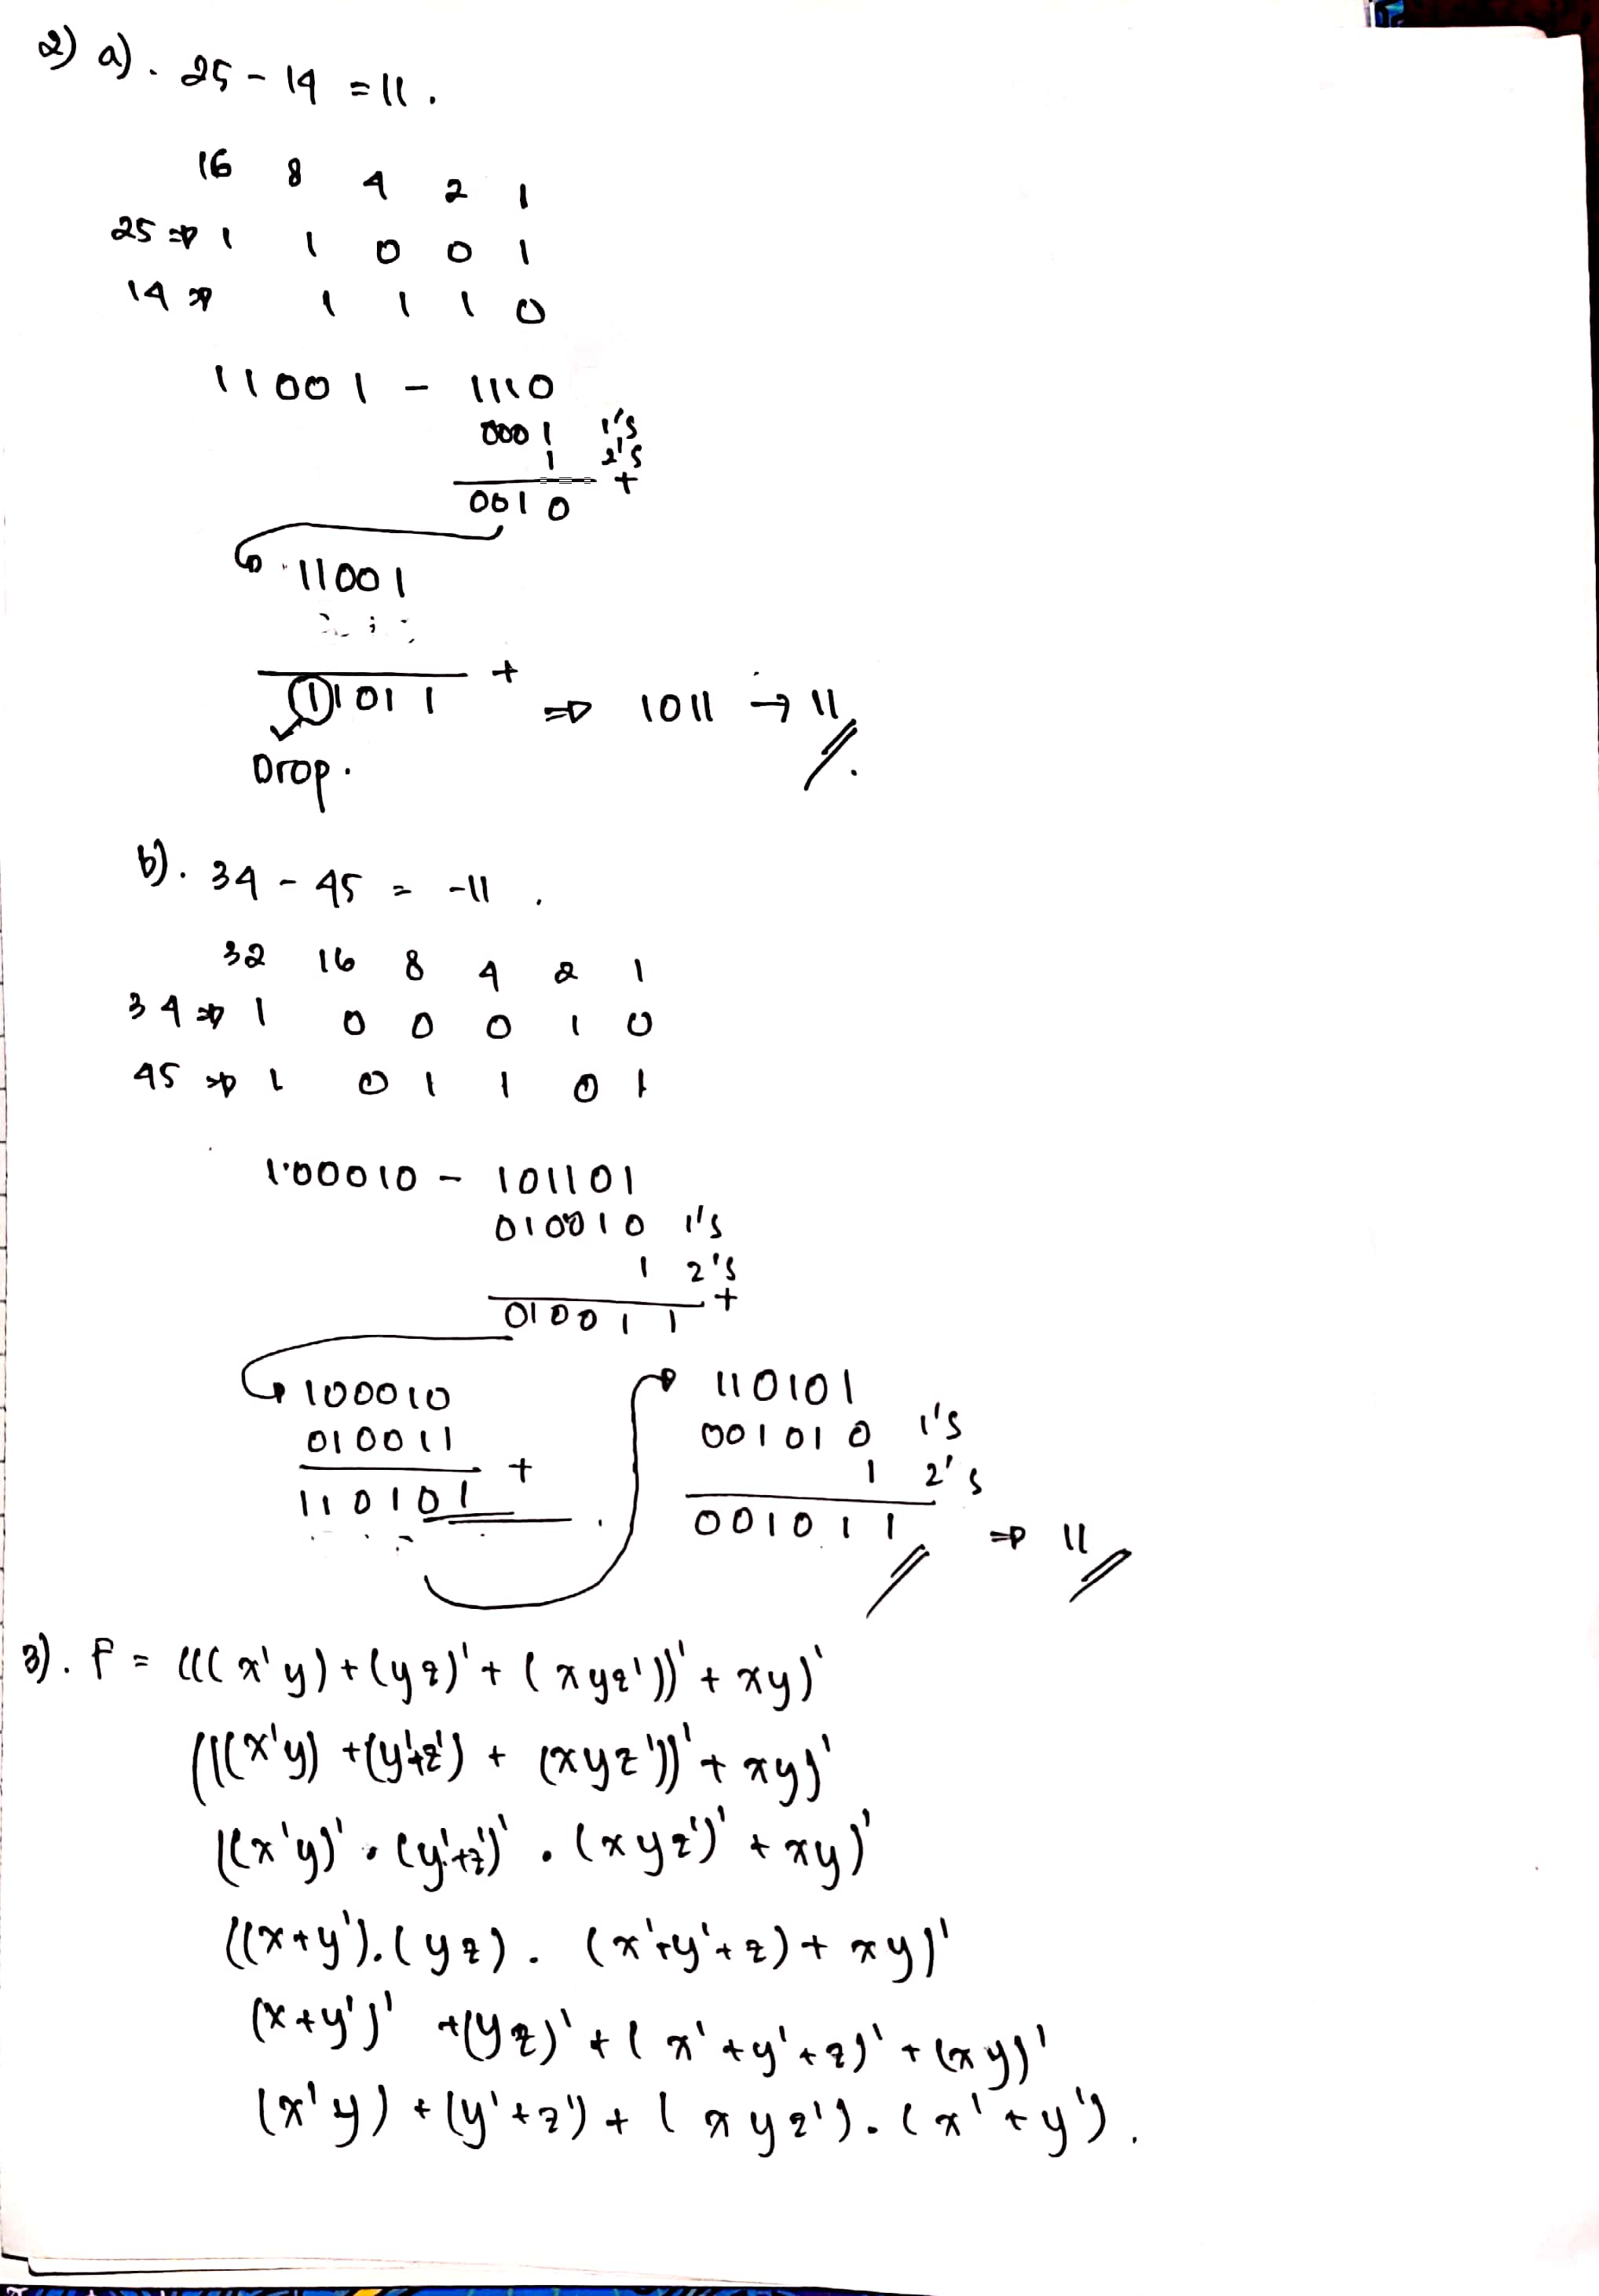 2) a). 25 - 14 = 11.
16 8 4 2 1
25 ⇒ 1 1 0 0 1
14 ⇒ 1 1 1 0
11001 - 1110
0001 1's
1 2's
+
0010
11001
+
11011 ⇒ 1011 → 11
Drop.
b). 34 - 45 = -11.
32 16 8 4 2 1
34 ⇒ 1 0 0 0 1 0
45 ⇒ 1 0 1 1 0 1
100010 - 101101
010010 1's
1 2's
+
010011
100010
010011
+
110101
110101
001010 1's
1 2's
001011 ⇒ 11
3). F = (((x'y)+(yz)'+(xyz'))'+xy)'
(((x'y)+(y'+z')+(xyz'))'+xy)'
((x'y)'.(y'+z')'.(xyz')'+xy)'
((x+y').(yz).(x'+y'+z)+xy)'
(x+y')'+(yz)'+(x'+y'+z)'+(xy)'
(x'y)+(y'+z')+(xyz').(x'+y').